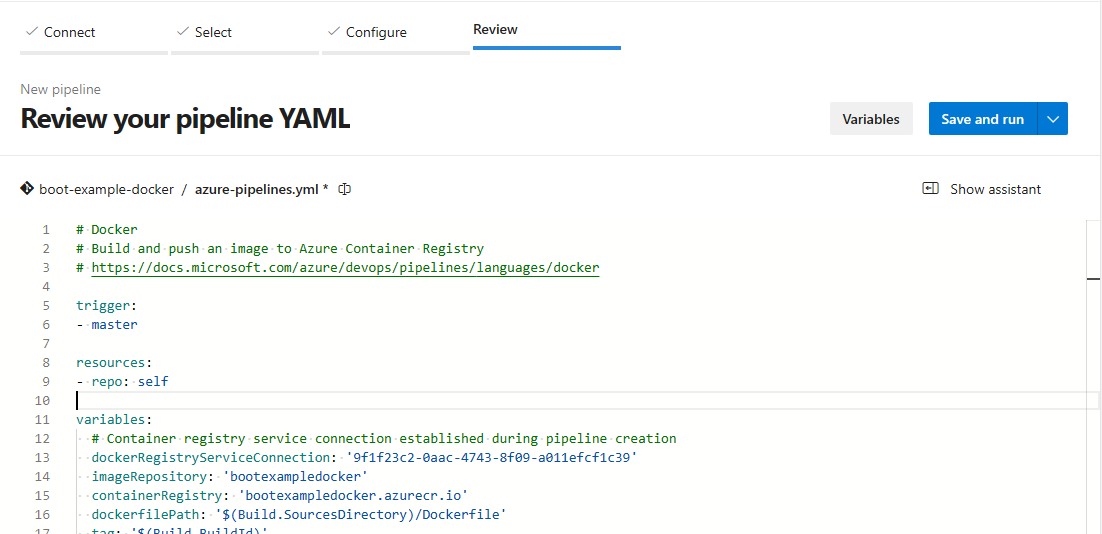 Connect
Select
Configure
Review
New pipeline
Review your pipeline YAML
Variables
Save and run
boot-example-docker / azure-pipelines.yml *
Show assistant
1 # Docker
2 # Build and push an image to Azure Container Registry
3 # https://docs.microsoft.com/azure/devops/pipelines/languages/docker
4
5 trigger:
6 - master
7
8 resources:
9 - repo: self
10
11 variables:
12 # Container registry service connection established during pipeline creation
13 dockerRegistryServiceConnection: '9f1f23c2-0aac-4743-8f09-a011efcf1c39'
14 imageRepository: 'bootexampledocker'
15 containerRegistry: 'bootexampledocker.azurecr.io'
16 dockerfilePath: '$(Build.SourcesDirectory)/Dockerfile'
17 tag: '$(Build.BuildId)'